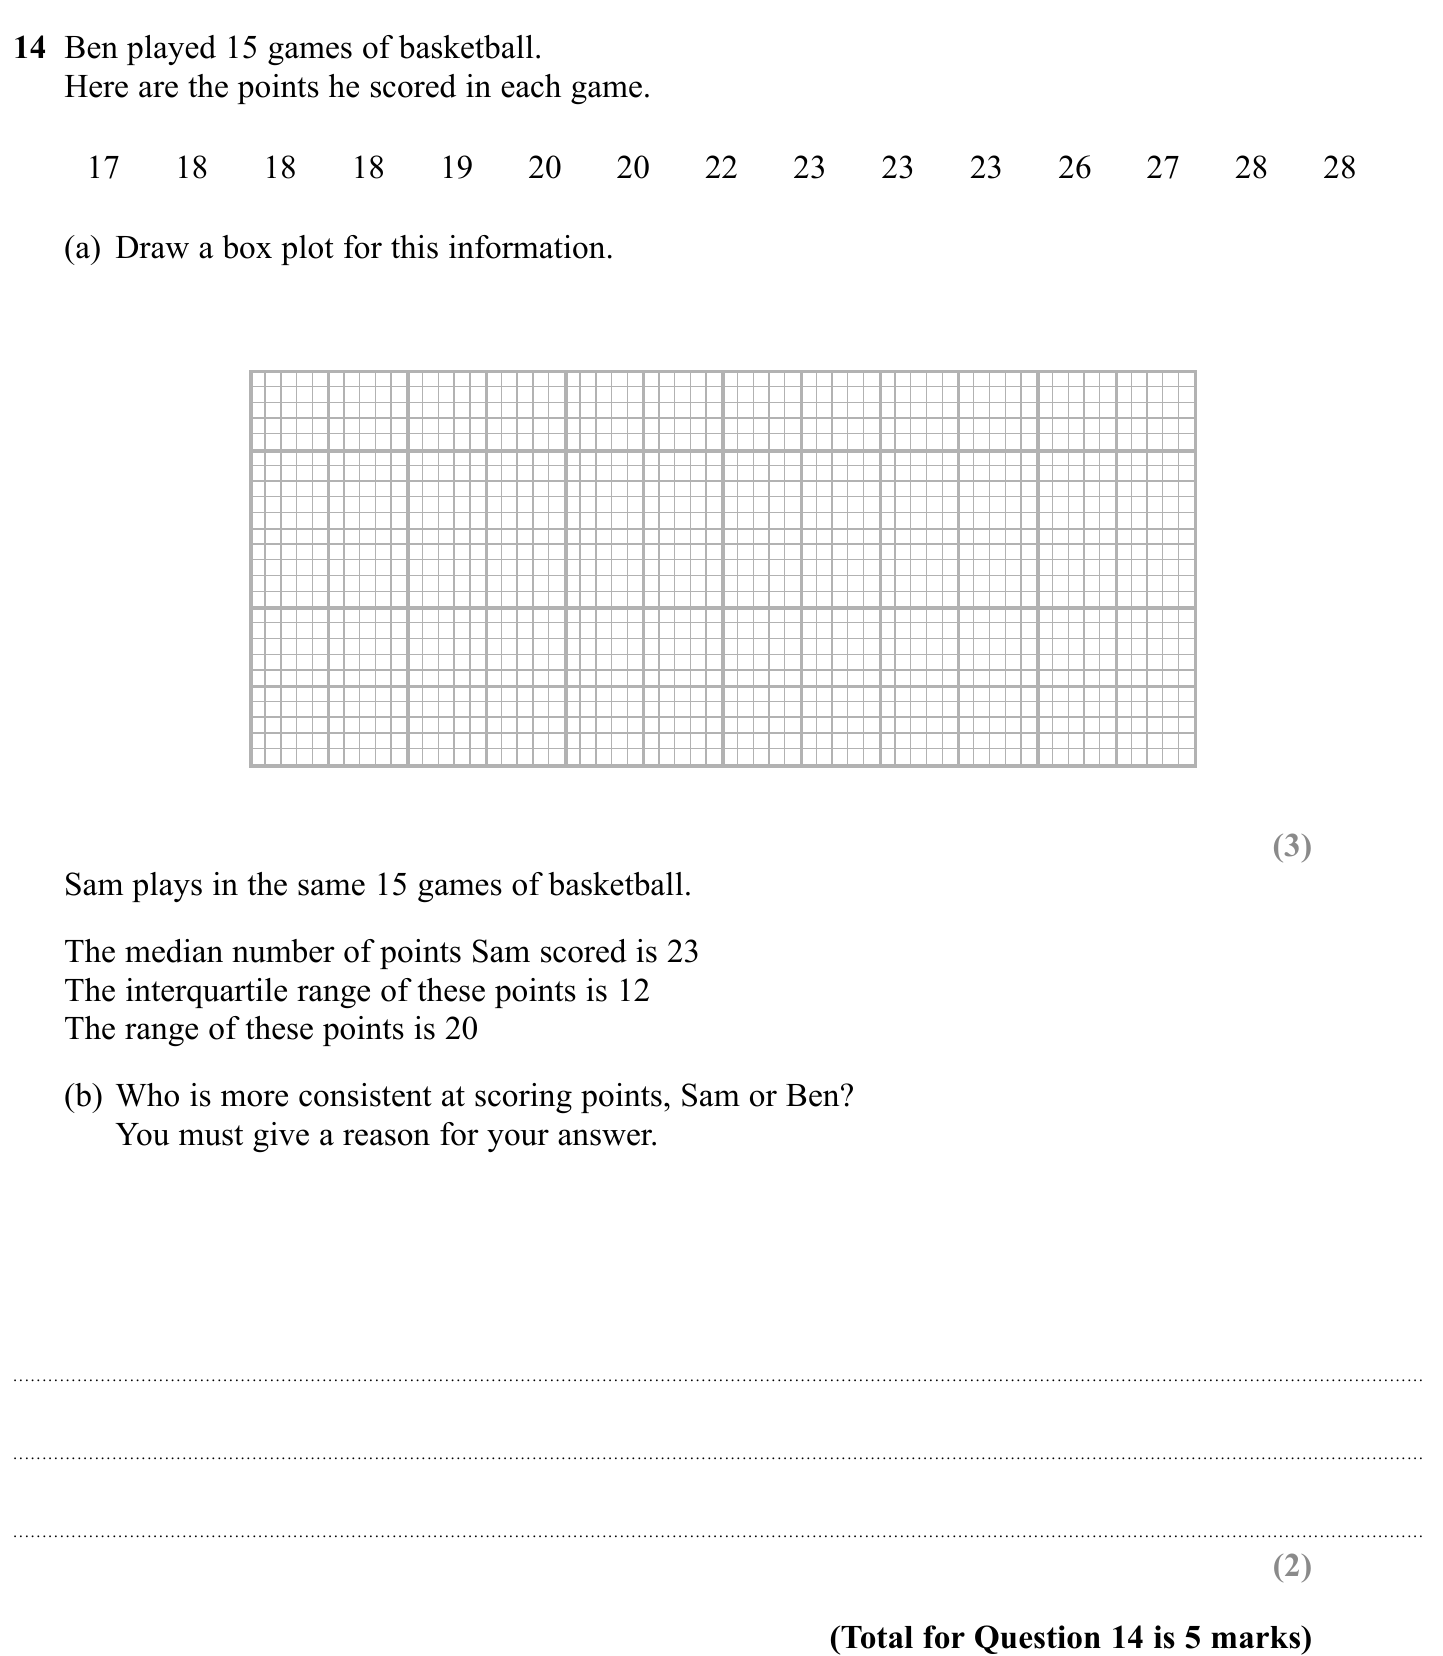 14 Ben played 15 games of basketball.
Here are the points he scored in each game.
17 18 18 18 19 20 20 22 23 23 23 26 27 28 28
(a) Draw a box plot for this information.
(3)
Sam plays in the same 15 games of basketball.
The median number of points Sam scored is 23
The interquartile range of these points is 12
The range of these points is 20
(b) Who is more consistent at scoring points, Sam or Ben?
You must give a reason for your answer.
(2)
(Total for Question 14 is 5 marks)